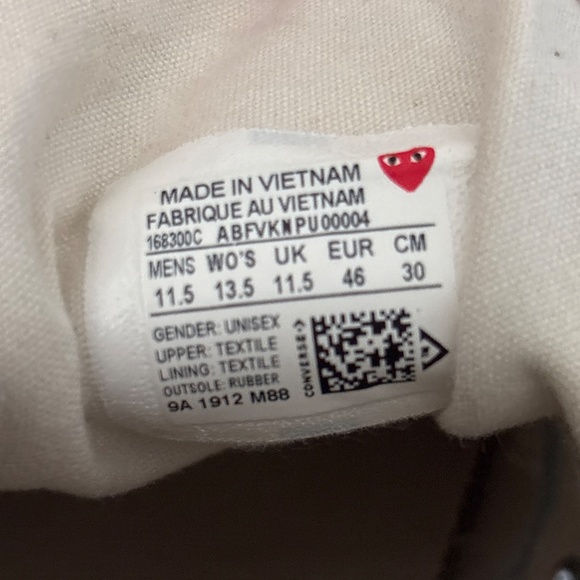 MADE IN VIETNAM
FABRIQUE AU VIETNAM
168300C ABFVKNPU00004
MENS WO'S UK EUR CM
11.5 13.5 11.5 46 30
GENDER: UNISEX
UPPER: TEXTILE
LINING: TEXTILE
OUTSOLE: RUBBER
9A 1912 M88
CONVERSE